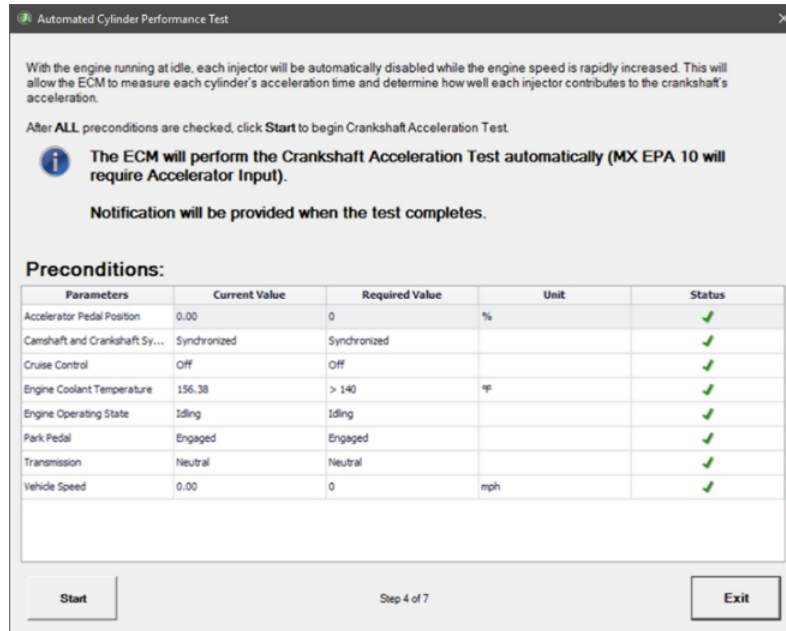 Automated Cylinder Performance Test
With the engine running at idle, each injector will be automatically disabled while the engine speed is rapidly increased. This will
allow the ECM to measure each cylinder's acceleration time and determine how well each injector contributes to the crankshaft's
acceleration.
After ALL preconditions are checked, click Start to begin Crankshaft Acceleration Test.
The ECM will perform the Crankshaft Acceleration Test automatically (MX EPA 10 will
require Accelerator Input).
Notification will be provided when the test completes.
Preconditions:
Parameters Current Value Required Value Unit Status
Accelerator Pedal Position 0.00 0 %
Camshaft and Crankshaft Sy... Synchronized Synchronized
Cruise Control Off Off
Engine Coolant Temperature 156.38 > 140 °F
Engine Operating State Idling Idling
Park Pedal Engaged Engaged
Transmission Neutral Neutral
Vehicle Speed 0.00 0 mph
Start Step 4 of 7 Exit